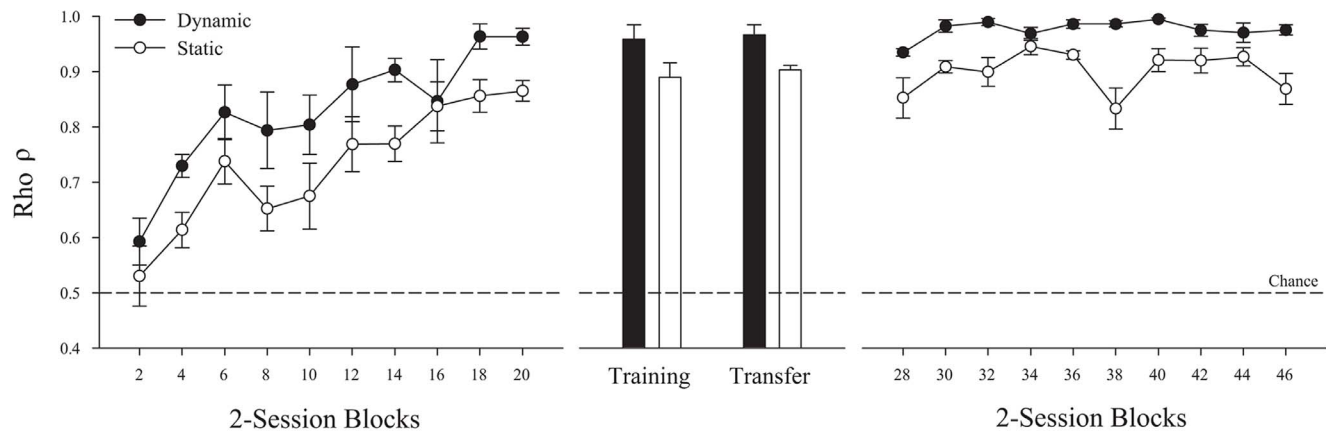 1.0
0.9
0.8
0.7
0.6
0.5
0.4
Rho ρ
Dynamic
Static
2 4 6 8 10 12 14 16 18 20
2-Session Blocks
Training Transfer
Chance
28 30 32 34 36 38 40 42 44 46
2-Session Blocks